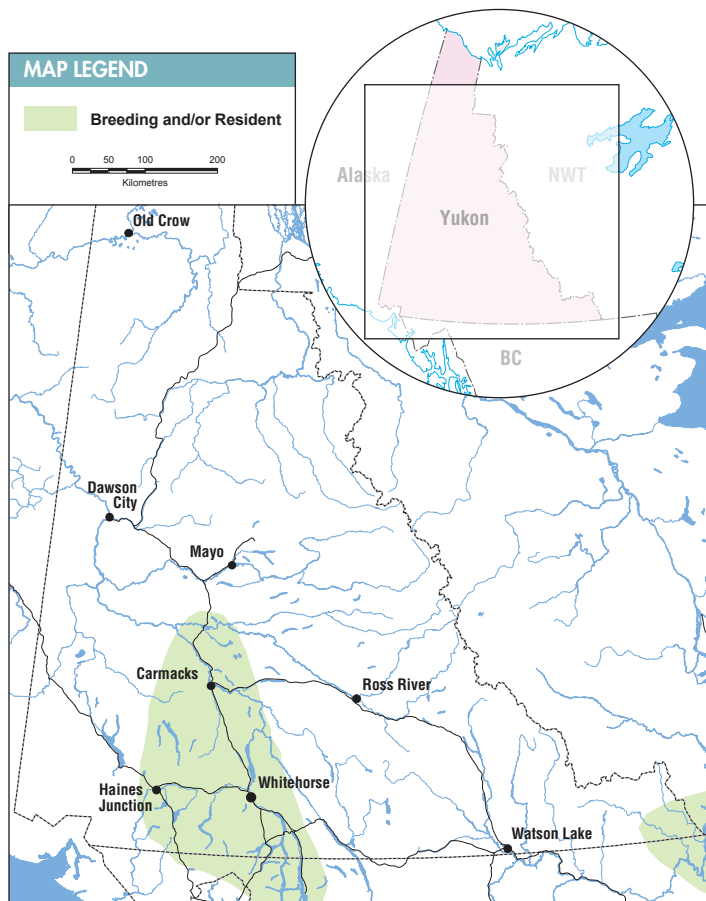 MAP LEGEND
Breeding and/or Resident
0 50 100 200
Kilometres
Alaska
NWT
Yukon
BC
Old Crow
Dawson
City
Mayo
Carmacks
Ross River
Haines
Junction
Whitehorse
Watson Lake